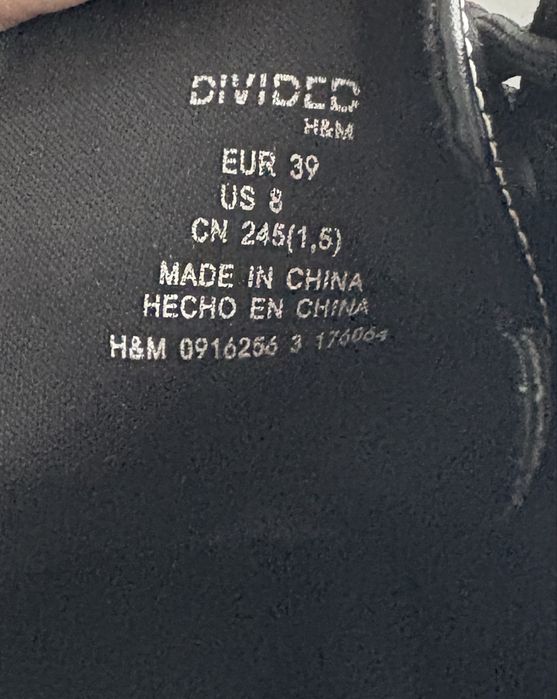 DIVIDED
H&M
EUR 39
US 8
CN 245(1,5)
MADE IN CHINA
HECHO EN CHINA
H&M 0916256 3 176064